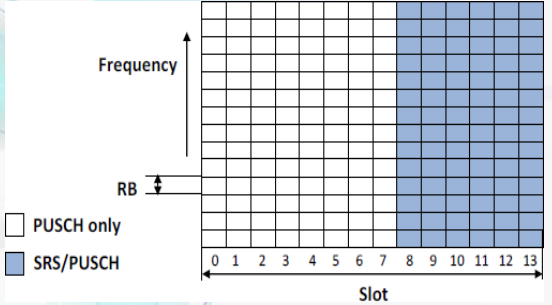 Frequency
RB
PUSCH only
SRS/PUSCH
0 1 2 3 4 5 6 7 8 9 10 11 12 13
Slot